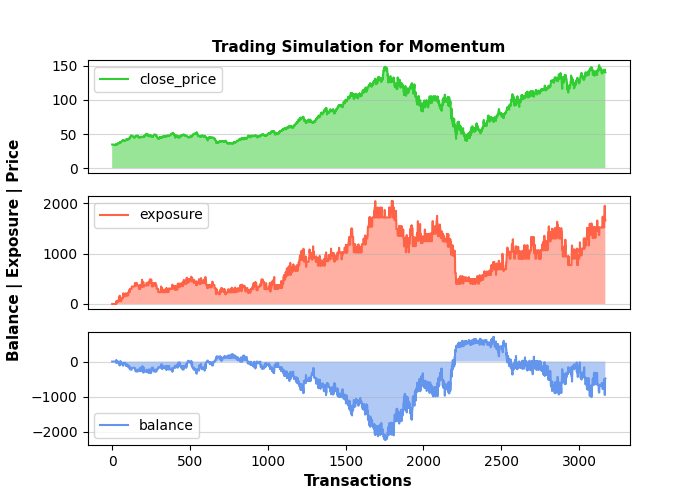 Trading Simulation for Momentum
150
100
50
0
close_price
2000
1000
0
exposure
0
−1000
−2000
balance
0 500 1000 1500 2000 2500 3000
Transactions
Balance | Exposure | Price